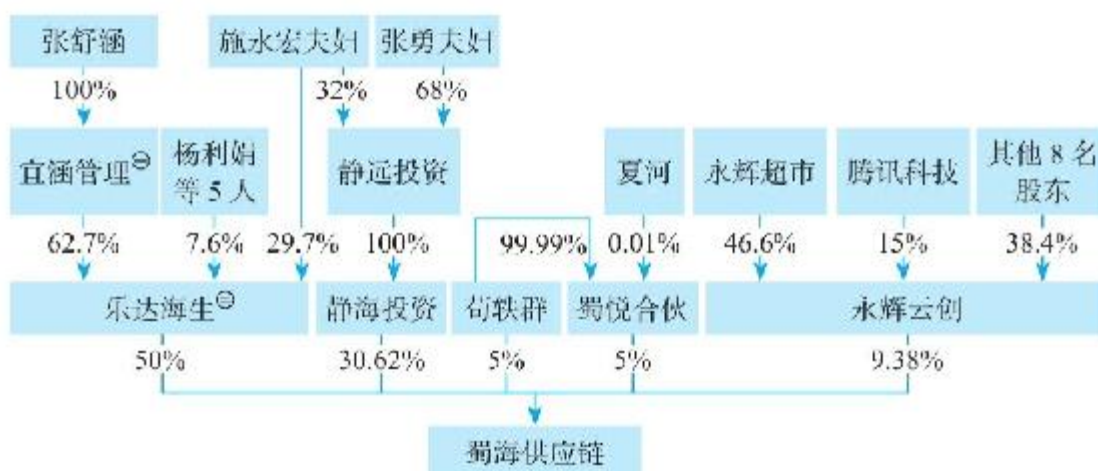 张舒涵 施永宏夫妇 张勇夫妇
100% 32% 68%
宜涵管理㊀ 杨利娟等5人 静远投资 夏河 永辉超市 腾讯科技 其他8名股东
62.7% 7.6% 29.7% 100% 99.99% 0.01% 46.6% 15% 38.4%
乐达海生㊁ 静海投资 苟轶群 蜀悦合伙 永辉云创
50% 30.62% 5% 5% 9.38%
蜀海供应链